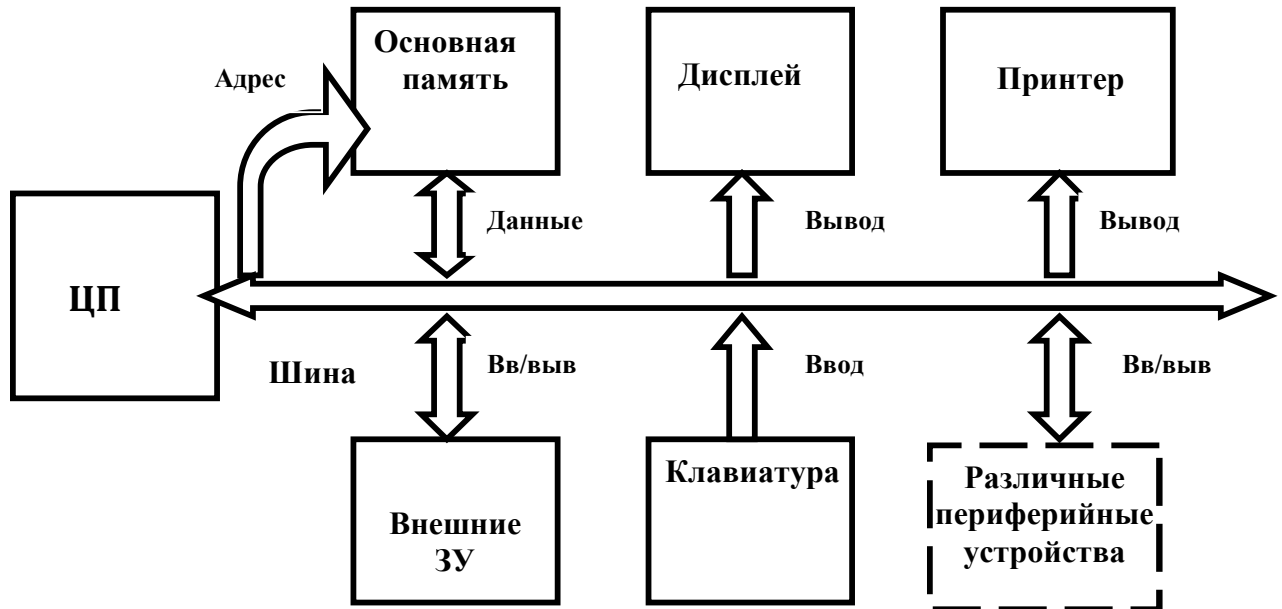 Основная
память
Адрес
Дисплей
Принтер
Данные
Вывод
Вывод
ЦП
Шина
Вв/выв
Ввод
Вв/выв
Внешние
ЗУ
Клавиатура
Различные
периферийные
устройства